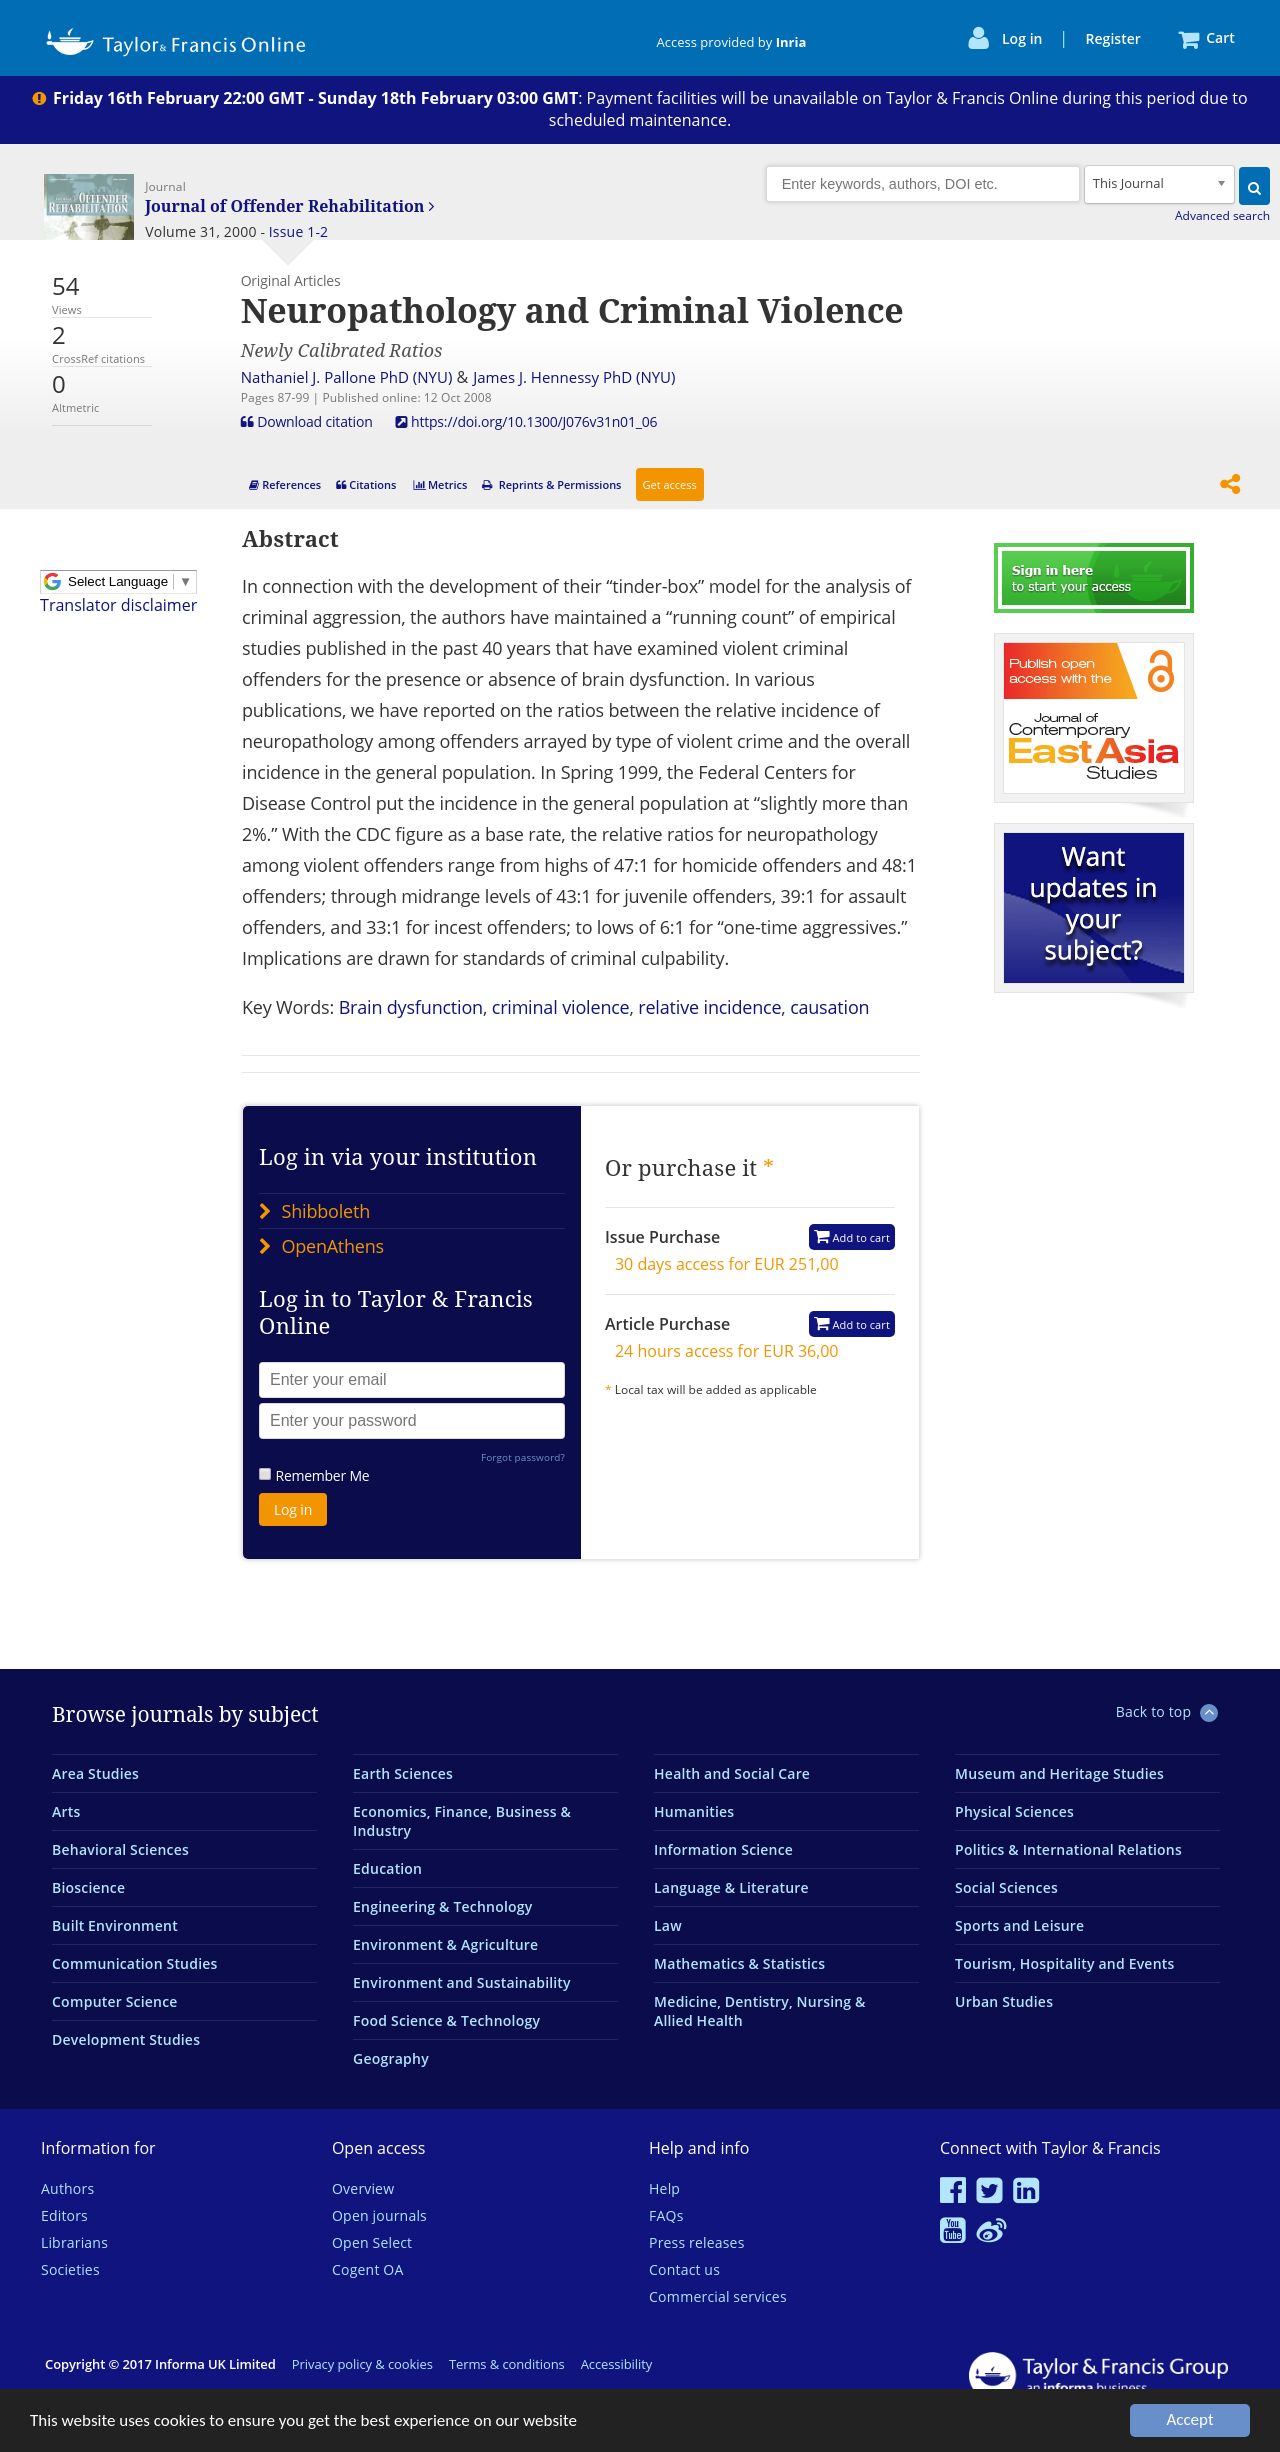 Taylor & Francis Online
Access provided by Inria
Log in | Register
Cart
Friday 16th February 22:00 GMT - Sunday 18th February 03:00 GMT: Payment facilities will be unavailable on Taylor & Francis Online during this period due to
scheduled maintenance.
OFFENDER
REHABILITATION
Journal
Journal of Offender Rehabilitation
Volume 31, 2000 - Issue 1-2
Enter keywords, authors, DOI etc.
This Journal
Advanced search
54
Views
2
CrossRef citations
0
Altmetric
Original Articles
Neuropathology and Criminal Violence
Newly Calibrated Ratios
Nathaniel J. Pallone PhD (NYU) & James J. Hennessy PhD (NYU)
Pages 87-99 | Published online: 12 Oct 2008
Download citation https://doi.org/10.1300/J076v31n01_06
References Citations Metrics Reprints & Permissions Get access
Select Language ▼
Translator disclaimer
Abstract
In connection with the development of their “tinder-box” model for the analysis of
criminal aggression, the authors have maintained a “running count” of empirical
studies published in the past 40 years that have examined violent criminal
offenders for the presence or absence of brain dysfunction. In various
publications, we have reported on the ratios between the relative incidence of
neuropathology among offenders arrayed by type of violent crime and the overall
incidence in the general population. In Spring 1999, the Federal Centers for
Disease Control put the incidence in the general population at “slightly more than
2%.” With the CDC figure as a base rate, the relative ratios for neuropathology
among violent offenders range from highs of 47:1 for homicide offenders and 48:1
offenders; through midrange levels of 43:1 for juvenile offenders, 39:1 for assault
offenders, and 33:1 for incest offenders; to lows of 6:1 for “one-time aggressives.”
Implications are drawn for standards of criminal culpability.
Key Words: Brain dysfunction, criminal violence, relative incidence, causation
Sign in here
to start your access
Publish open
access with the
Journal of
Contemporary
EastAsia
Studies
Want
updates in
your
subject?
Log in via your institution
Shibboleth
OpenAthens
Log in to Taylor & Francis
Online
Enter your email
Enter your password
Forgot password?
Remember Me
Log in
Or purchase it *
Issue Purchase
Add to cart
30 days access for EUR 251,00
Article Purchase
Add to cart
24 hours access for EUR 36,00
* Local tax will be added as applicable
Browse journals by subject
Back to top
Area Studies
Arts
Behavioral Sciences
Bioscience
Built Environment
Communication Studies
Computer Science
Development Studies
Earth Sciences
Economics, Finance, Business &
Industry
Education
Engineering & Technology
Environment & Agriculture
Environment and Sustainability
Food Science & Technology
Geography
Health and Social Care
Humanities
Information Science
Language & Literature
Law
Mathematics & Statistics
Medicine, Dentistry, Nursing &
Allied Health
Museum and Heritage Studies
Physical Sciences
Politics & International Relations
Social Sciences
Sports and Leisure
Tourism, Hospitality and Events
Urban Studies
Information for
Authors
Editors
Librarians
Societies
Open access
Overview
Open journals
Open Select
Cogent OA
Help and info
Help
FAQs
Press releases
Contact us
Commercial services
Connect with Taylor & Francis
You
Tube
Copyright © 2017 Informa UK Limited Privacy policy & cookies Terms & conditions Accessibility
Taylor & Francis Group
an informa business
This website uses cookies to ensure you get the best experience on our website
Accept